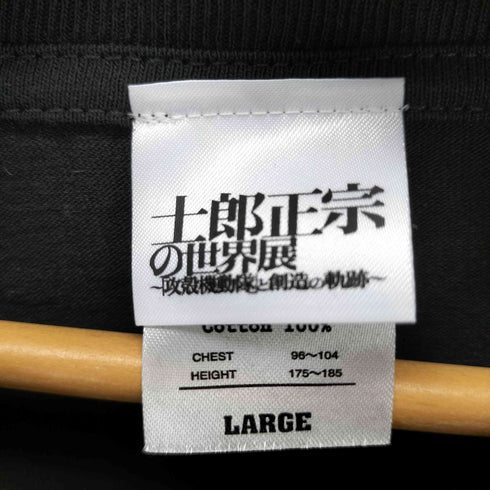 士郎正宗
の世界展
～「攻殻機動隊」と創造の軌跡～
Cotton 100%
CHEST 96～104
HEIGHT 175～185
LARGE